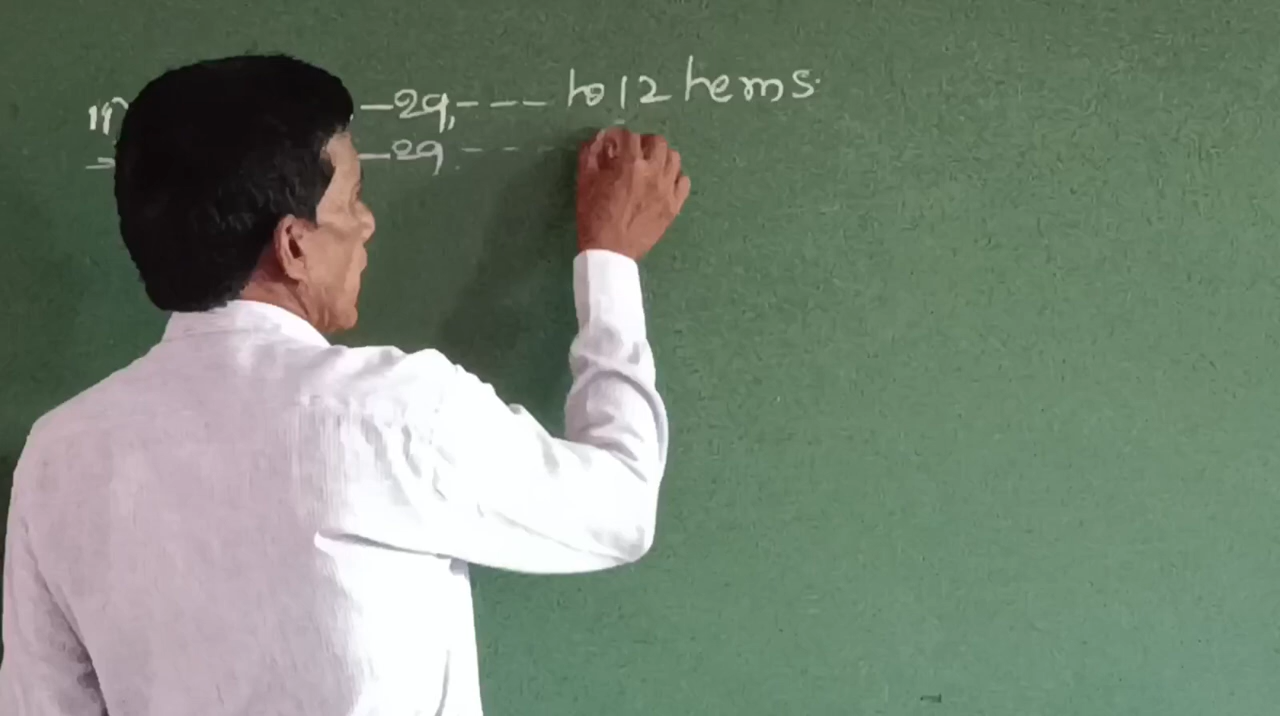 –29, ---- to 12 terms.
–29 ---